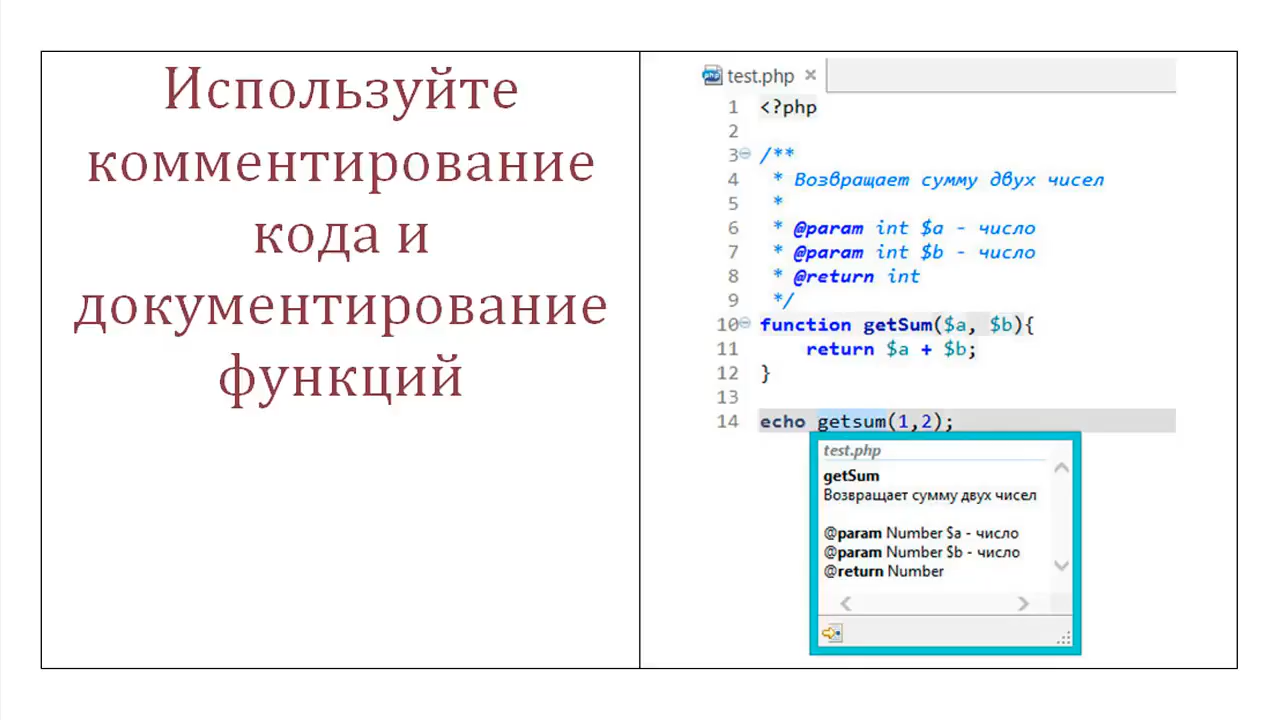 Используйте
комментирование
кода и
документирование
функций
php test.php
1 <?php
2
3 /**
4 * Возвращает сумму двух чисел
5 *
6 * @param int $a - число
7 * @param int $b - число
8 * @return int
9 */
10 function getSum($a, $b){
11 return $a + $b;
12 }
13
14 echo getsum(1,2);
test.php
getSum
Возвращает сумму двух чисел
@param Number $a - число
@param Number $b - число
@return Number